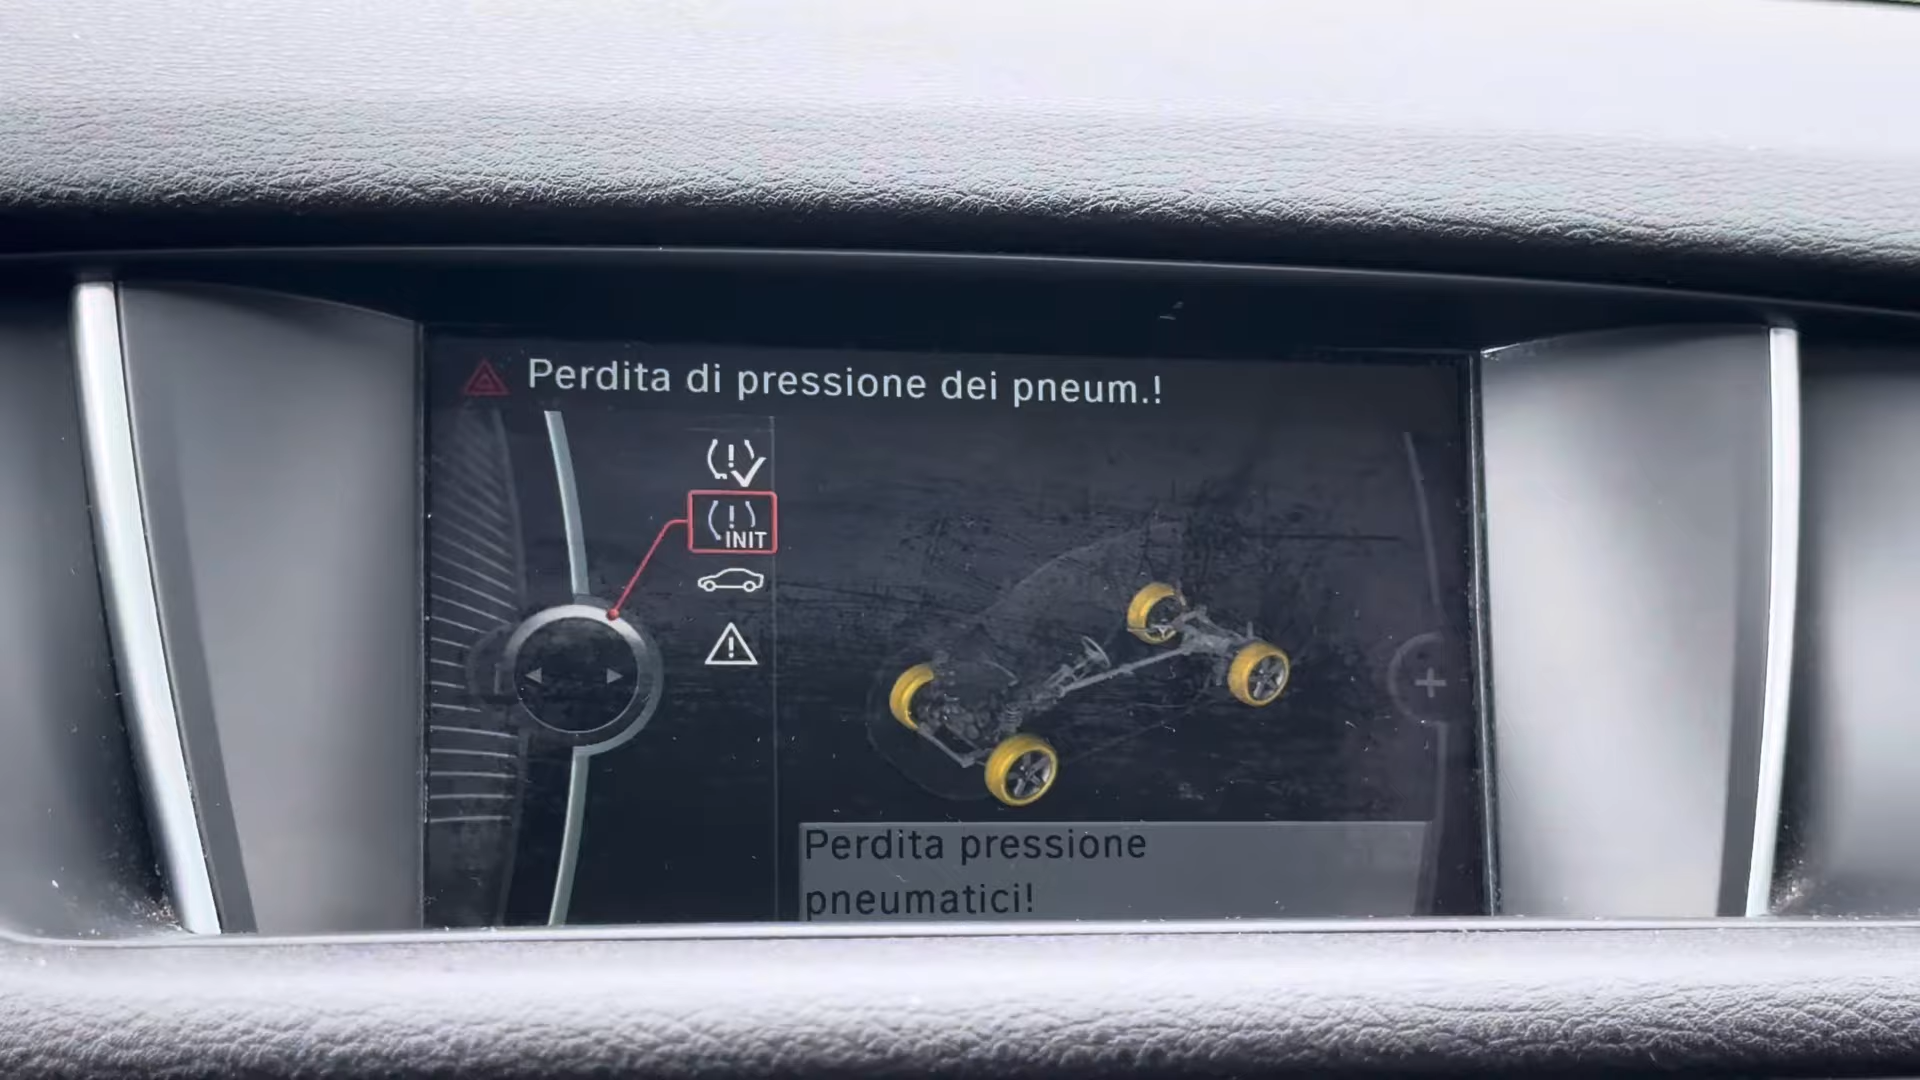 Perdita di pressione dei pneum.!
INIT
Perdita pressione
pneumatici!